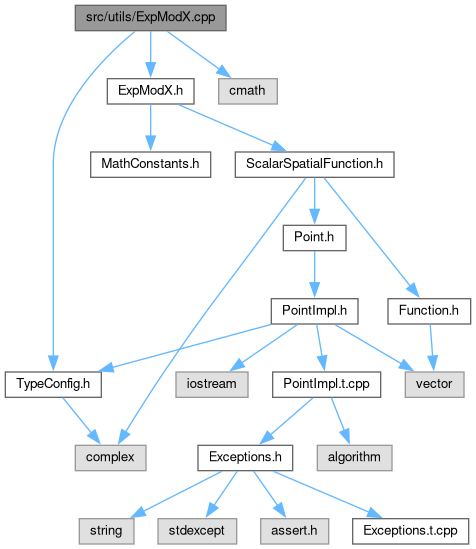 src/utils/ExpModX.cpp
ExpModX.h
cmath
MathConstants.h
ScalarSpatialFunction.h
Point.h
PointImpl.h
Function.h
TypeConfig.h
iostream
PointImpl.t.cpp
vector
complex
Exceptions.h
algorithm
string
stdexcept
assert.h
Exceptions.t.cpp